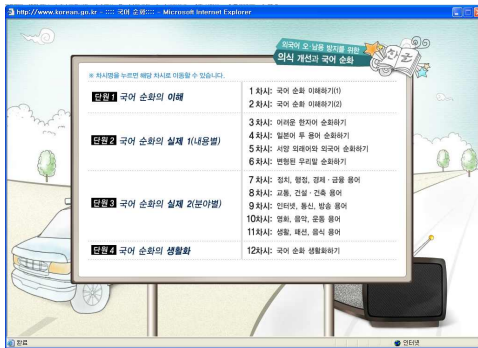 http://www.korean.go.kr - :::: 국어 순화:::: - Microsoft Internet Explorer
외국어 오·남용 방지를 위한
의식 개선과 국어 순화
한글
※ 차시명을 누르면 해당 차시로 이동할 수 있습니다.
단원 1 국어 순화의 이해
1 차시: 국어 순화 이해하기(1)
2 차시: 국어 순화 이해하기(2)
단원 2 국어 순화의 실제 1(내용별)
3 차시: 어려운 한자어 순화하기
4 차시: 일본어 투 용어 순화하기
5 차시: 서양 외래어와 외국어 순화하기
6 차시: 변형된 우리말 순화하기
단원 3 국어 순화의 실제 2(분야별)
7 차시: 정치, 행정, 경제·금융 용어
8 차시: 교통, 건설·건축 용어
9 차시: 인터넷, 통신, 방송 용어
10차시: 영화, 음악, 운동 용어
11차시: 생활, 패션, 음식 용어
단원 4 국어 순화의 생활화
12차시: 국어 순화 생활화하기
완료
인터넷